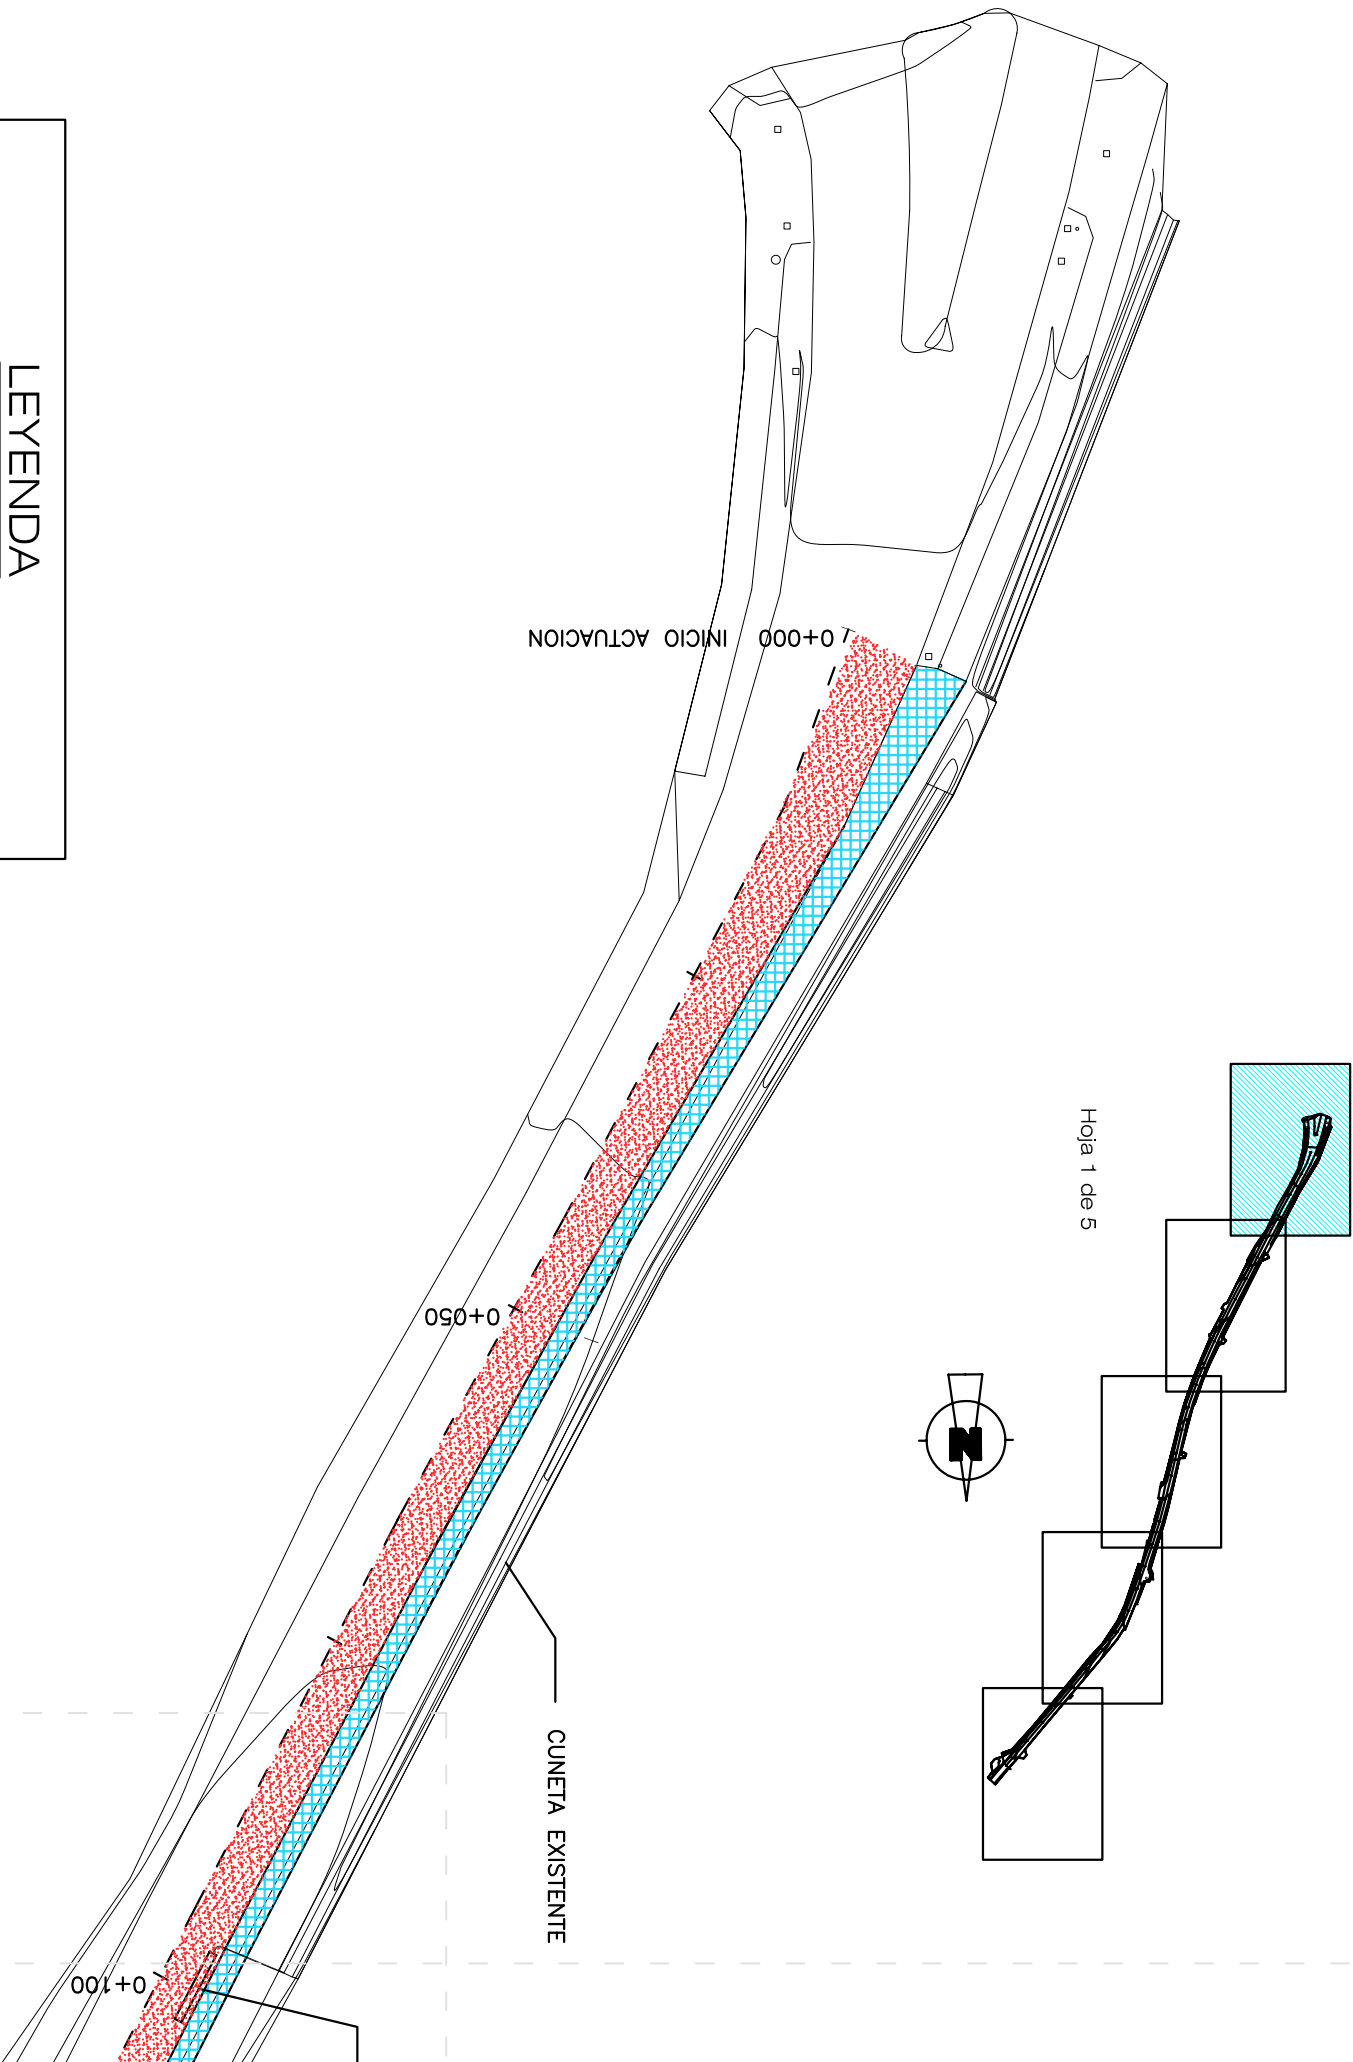 LEYENDA
0+000 INICIO ACTUACION
Hoja 1 de 5
0+050
N
CUNETA EXISTENTE
0+100